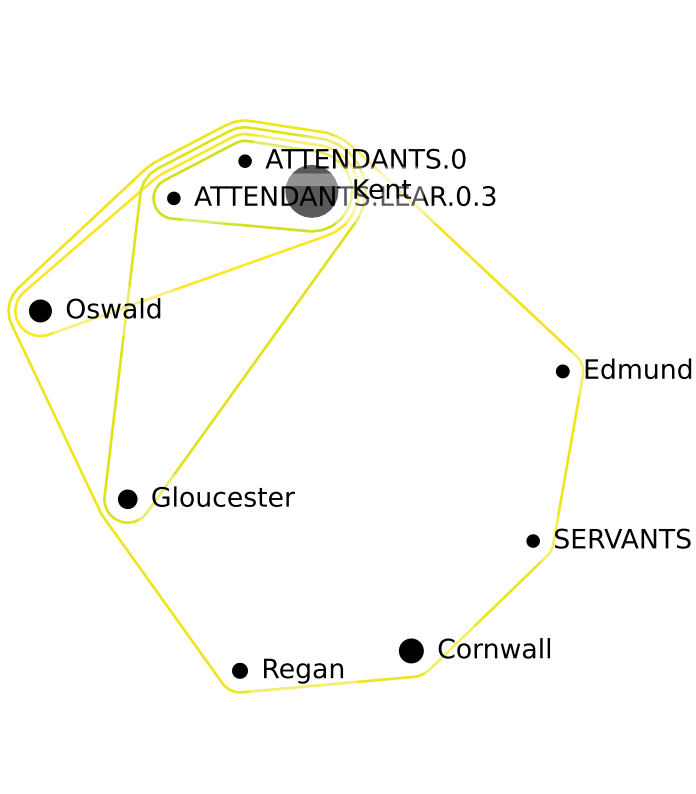 ATTENDANTS.0
Kent
ATTENDANTS.LEAR.0.3
Oswald
Edmund
Gloucester
SERVANTS
Cornwall
Regan